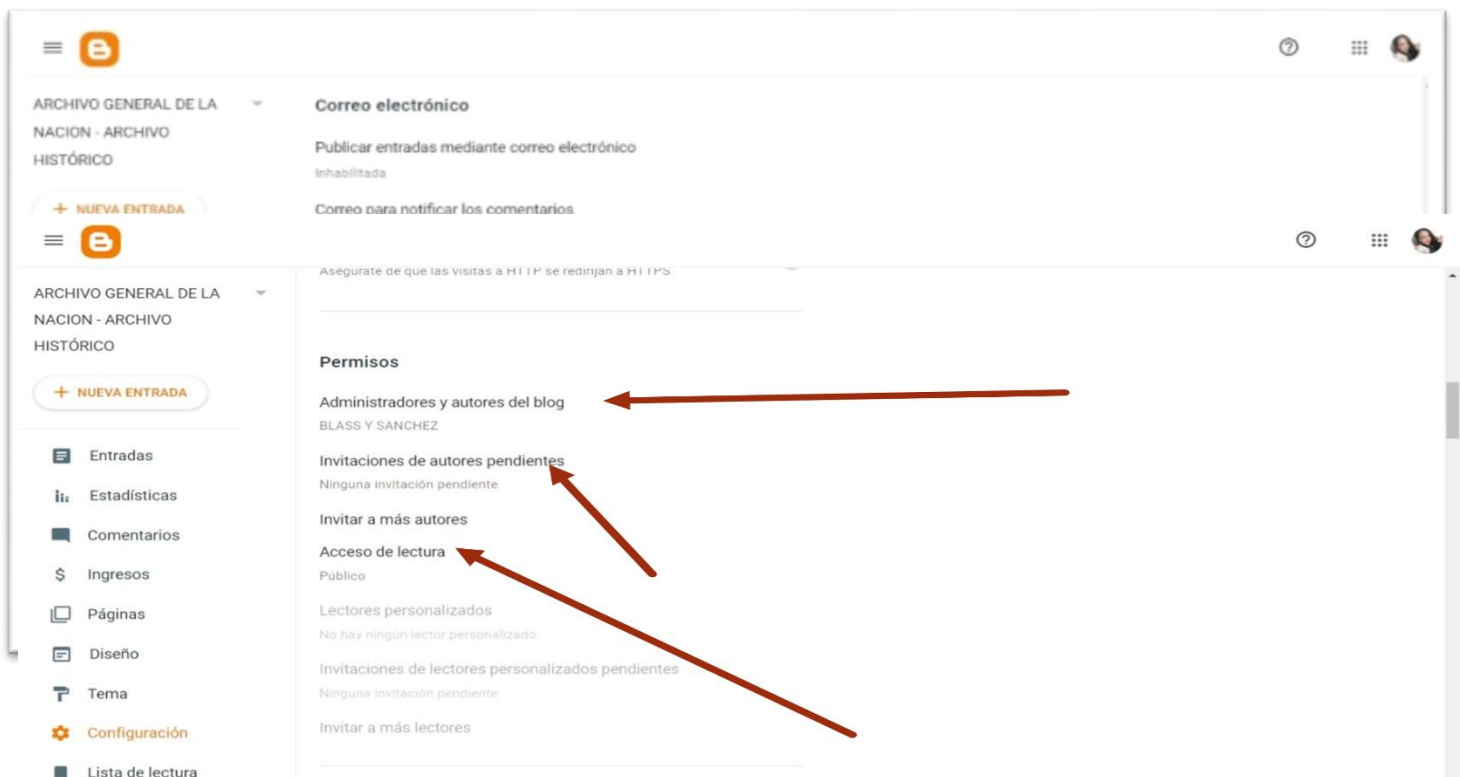 ARCHIVO GENERAL DE LA
NACION - ARCHIVO
HISTÓRICO
+ NUEVA ENTRADA
Correo electrónico
Publicar entradas mediante correo electrónico
Inhabilitada
Correo para notificar los comentarios
ARCHIVO GENERAL DE LA
NACION - ARCHIVO
HISTÓRICO
+ NUEVA ENTRADA
Entradas
Estadísticas
Comentarios
Ingresos
Páginas
Diseño
Tema
Configuración
Lista de lectura
Asegúrate de que las visitas a HTTP se redirijan a HTTPS
Permisos
Administradores y autores del blog
BLASS Y SANCHEZ
Invitaciones de autores pendientes
Ninguna invitación pendiente
Invitar a más autores
Acceso de lectura
Público
Lectores personalizados
No hay ningún lector personalizado
Invitaciones de lectores personalizados pendientes
Ninguna invitación pendiente
Invitar a más lectores